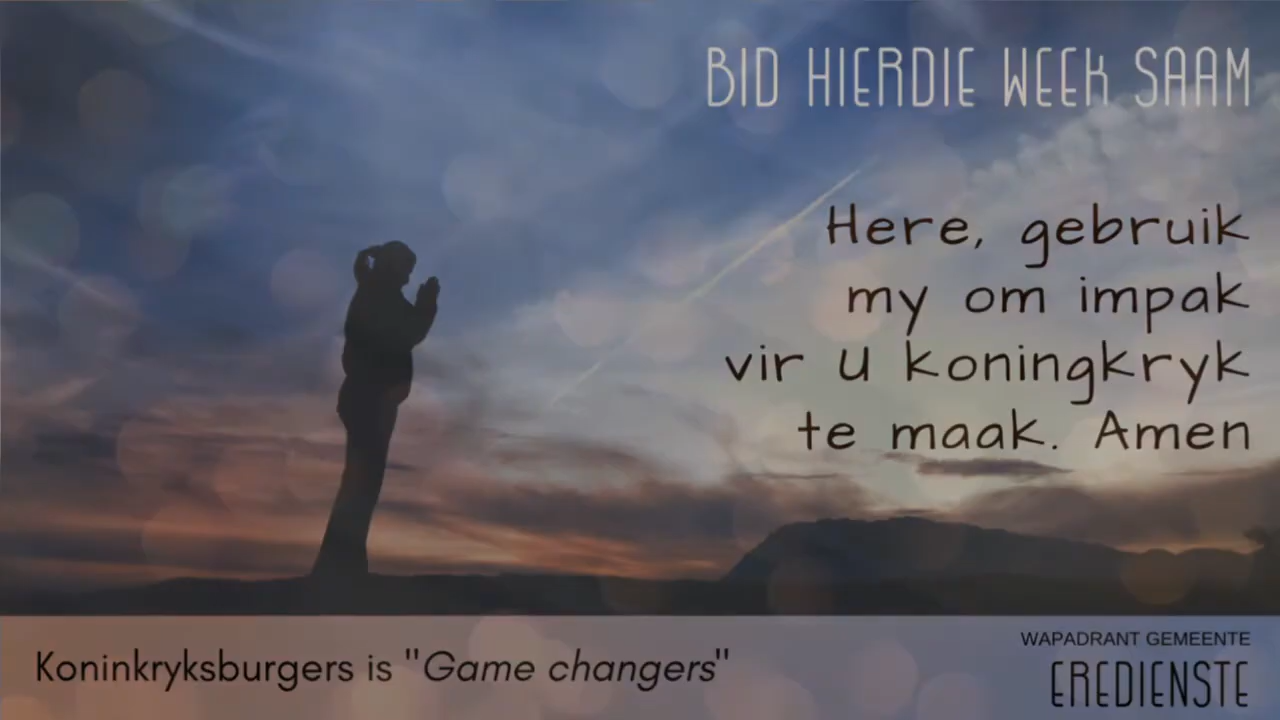 BID HIERDIE WEEK SAAM
Here, gebruik
my om impak
vir u koningkryk
te maak. Amen
Koninkryksburgers is "Game changers"
WAPADRANT GEMEENTE
EREDIENSTE